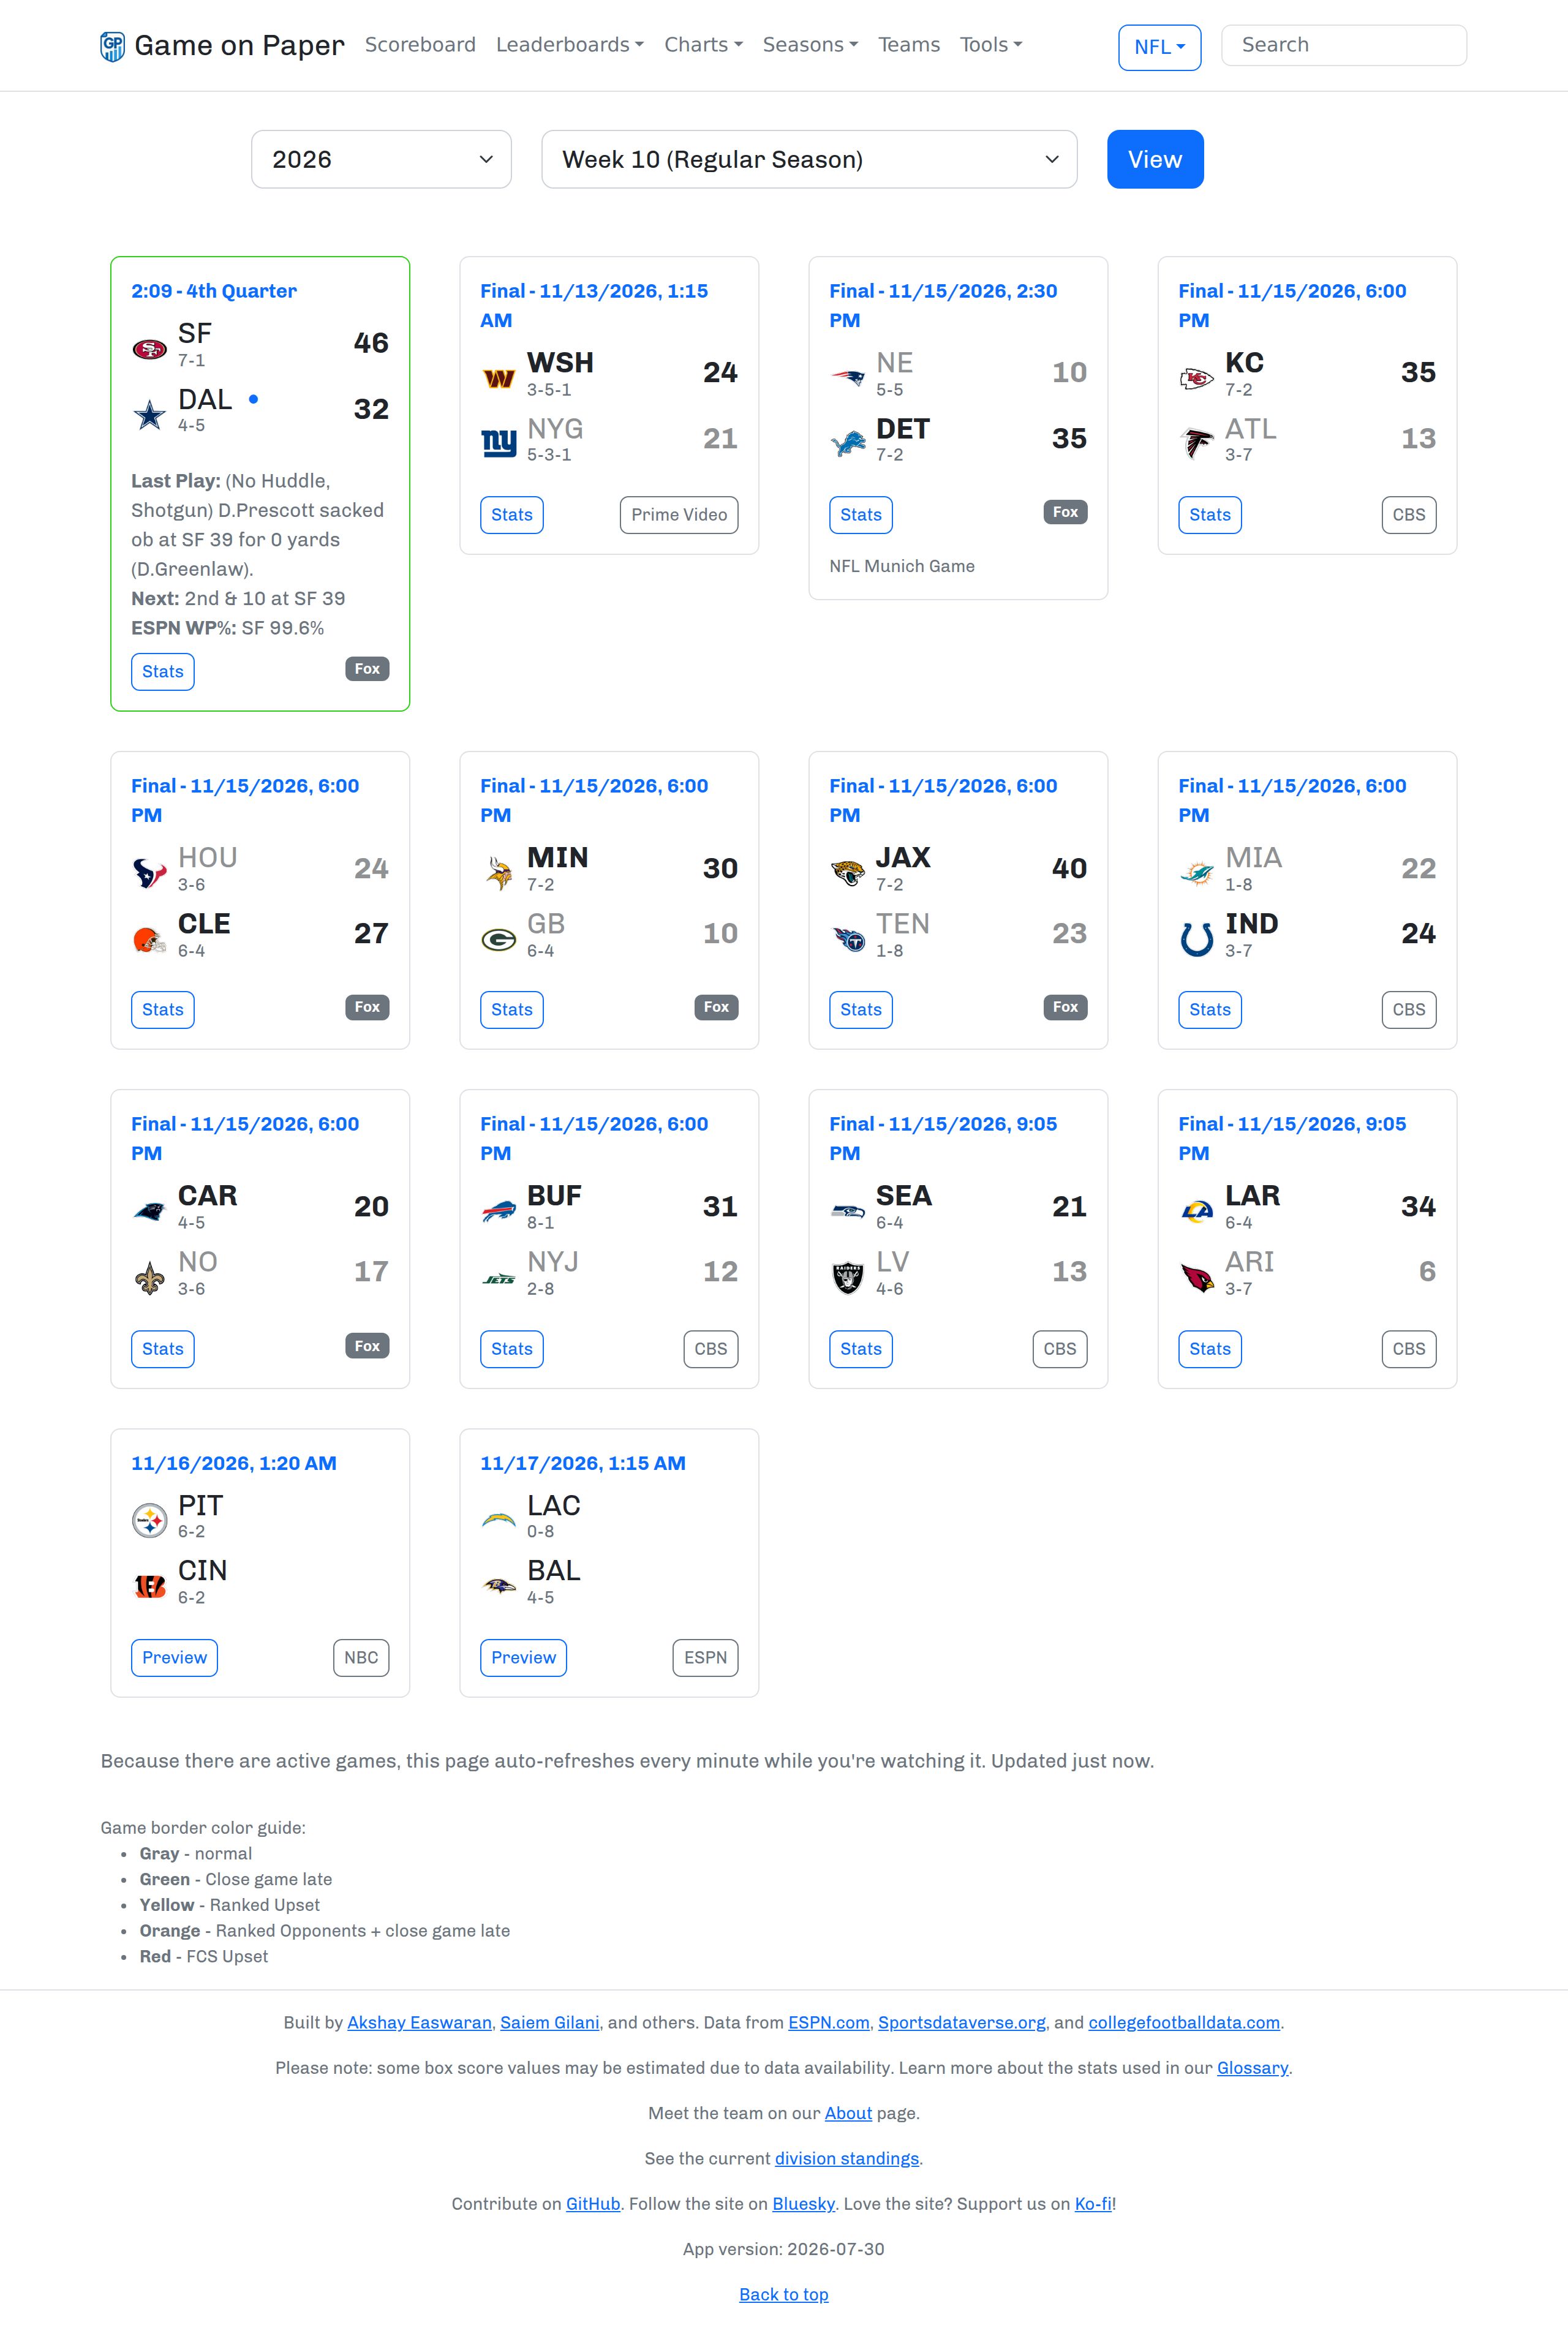 GP Game on Paper Scoreboard Leaderboards Charts Seasons Teams Tools NFL Search
2026 Week 10 (Regular Season) View
2:09 - 4th Quarter
SF
7-1
46
DAL
4-5
32
Last Play: (No Huddle,
Shotgun) D.Prescott sacked
ob at SF 39 for 0 yards
(D.Greenlaw).
Next: 2nd & 10 at SF 39
ESPN WP%: SF 99.6%
Stats Fox
Final - 11/13/2026, 1:15
AM
WSH
3-5-1
24
NYG
5-3-1
21
Stats Prime Video
Final - 11/15/2026, 2:30
PM
NE
5-5
10
DET
7-2
35
Stats Fox
NFL Munich Game
Final - 11/15/2026, 6:00
PM
KC
7-2
35
ATL
3-7
13
Stats CBS
Final - 11/15/2026, 6:00
PM
HOU
3-6
24
CLE
6-4
27
Stats Fox
Final - 11/15/2026, 6:00
PM
MIN
7-2
30
GB
6-4
10
Stats Fox
Final - 11/15/2026, 6:00
PM
JAX
7-2
40
TEN
1-8
23
Stats Fox
Final - 11/15/2026, 6:00
PM
MIA
1-8
22
IND
3-7
24
Stats CBS
Final - 11/15/2026, 6:00
PM
CAR
4-5
20
NO
3-6
17
Stats Fox
Final - 11/15/2026, 6:00
PM
BUF
8-1
31
NYJ
2-8
12
Stats CBS
Final - 11/15/2026, 9:05
PM
SEA
6-4
21
LV
4-6
13
Stats CBS
Final - 11/15/2026, 9:05
PM
LAR
6-4
34
ARI
3-7
6
Stats CBS
11/16/2026, 1:20 AM
PIT
6-2
CIN
6-2
Preview NBC
11/17/2026, 1:15 AM
LAC
0-8
BAL
4-5
Preview ESPN
Because there are active games, this page auto-refreshes every minute while you're watching it. Updated just now.
Game border color guide:
• Gray - normal
• Green - Close game late
• Yellow - Ranked Upset
• Orange - Ranked Opponents + close game late
• Red - FCS Upset
Built by Akshay Easwaran, Saiem Gilani, and others. Data from ESPN.com, Sportsdataverse.org, and collegefootballdata.com.
Please note: some box score values may be estimated due to data availability. Learn more about the stats used in our Glossary.
Meet the team on our About page.
See the current division standings.
Contribute on GitHub. Follow the site on Bluesky. Love the site? Support us on Ko-fi!
App version: 2026-07-30
Back to top